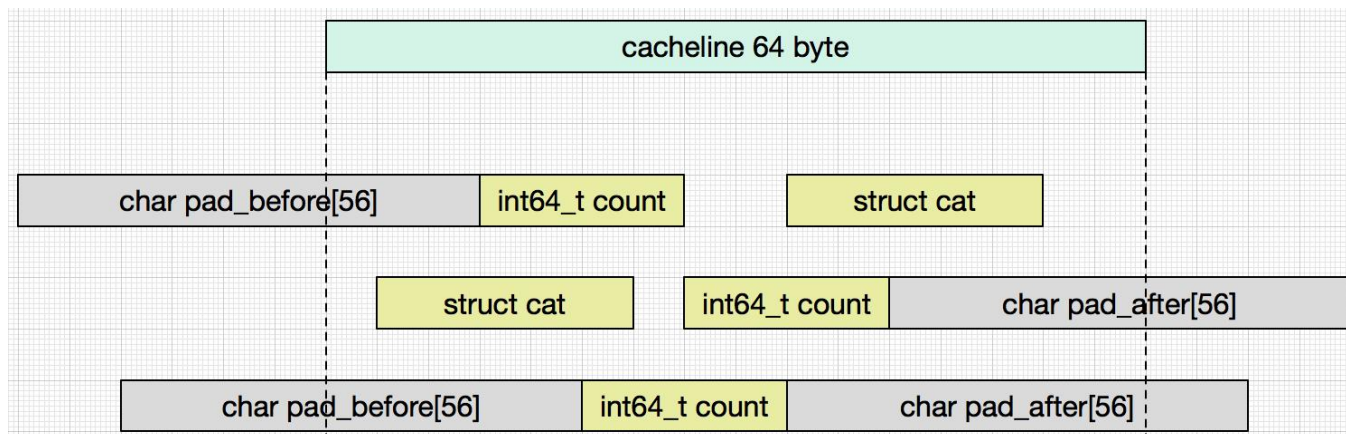 cacheline 64 byte
char pad_before[56] int64_t count struct cat
struct cat int64_t count char pad_after[56]
char pad_before[56] int64_t count char pad_after[56]